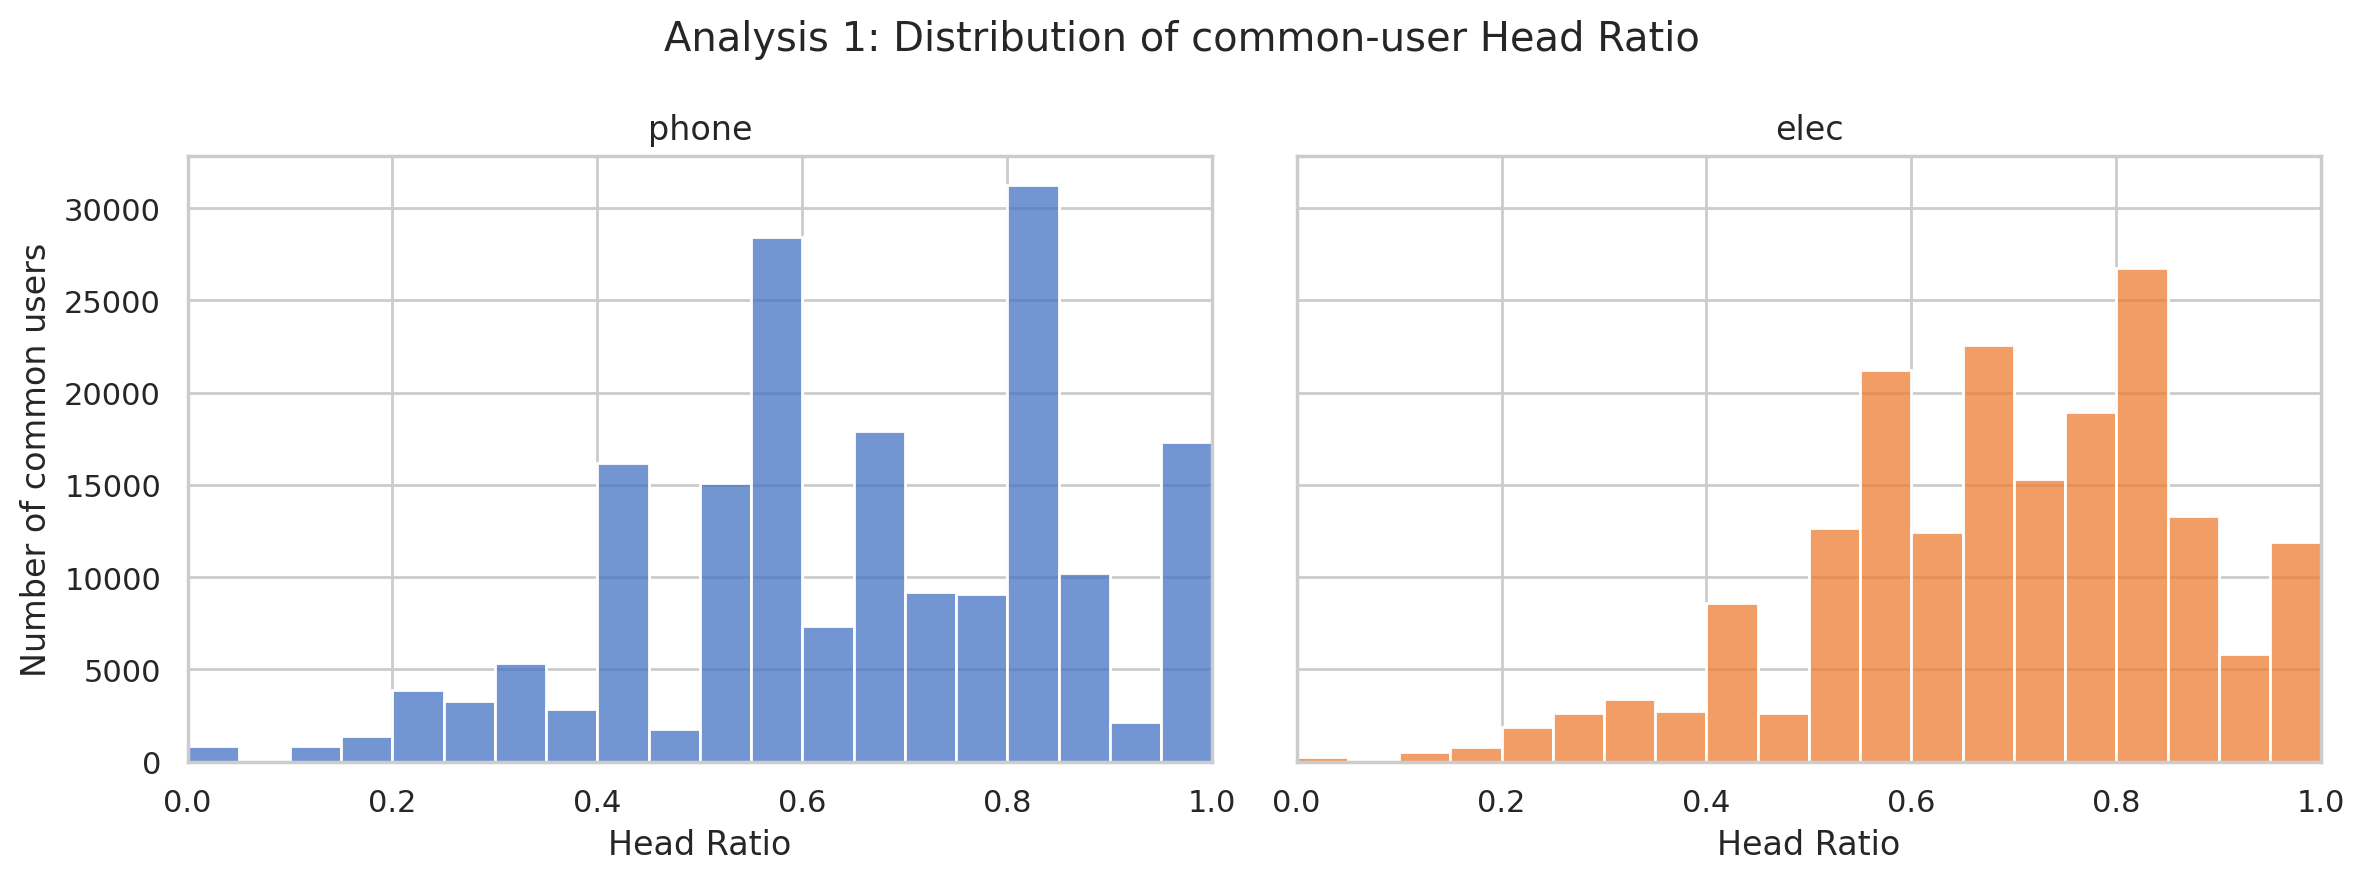 Analysis 1: Distribution of common-user Head Ratio
phone
elec
Number of common users
30000
25000
20000
15000
10000
5000
0
0.0 0.2 0.4 0.6 0.8 1.0
0.0 0.2 0.4 0.6 0.8 1.0
Head Ratio
Head Ratio